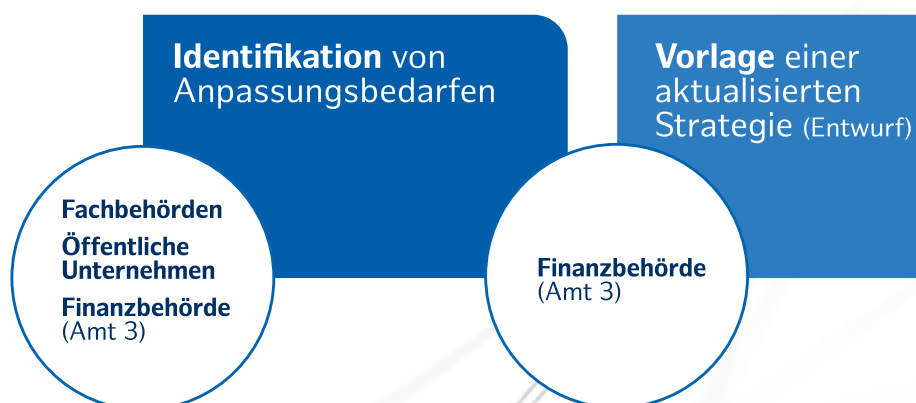 Identifikation von
Anpassungsbedarfen
Fachbehörden
Öffentliche
Unternehmen
Finanzbehörde
(Amt 3)
Vorlage einer
aktualisierten
Strategie (Entwurf)
Finanzbehörde
(Amt 3)